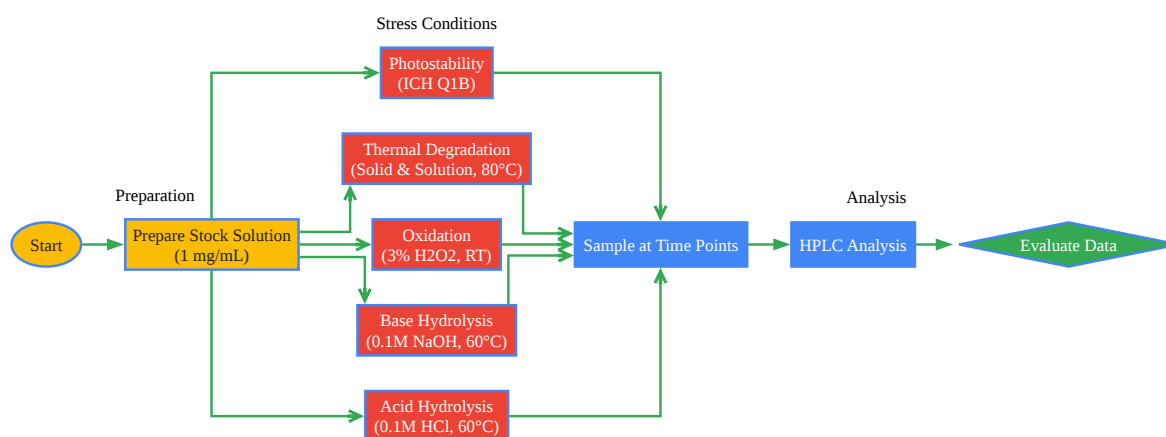 Stress Conditions
Photostability
(ICH Q1B)
Thermal Degradation
(Solid & Solution, 80°C)
Preparation
Analysis
Start
Prepare Stock Solution
(1 mg/mL)
Oxidation
(3% H2O2, RT)
Sample at Time Points
HPLC Analysis
Evaluate Data
Base Hydrolysis
(0.1M NaOH, 60°C)
Acid Hydrolysis
(0.1M HCl, 60°C)